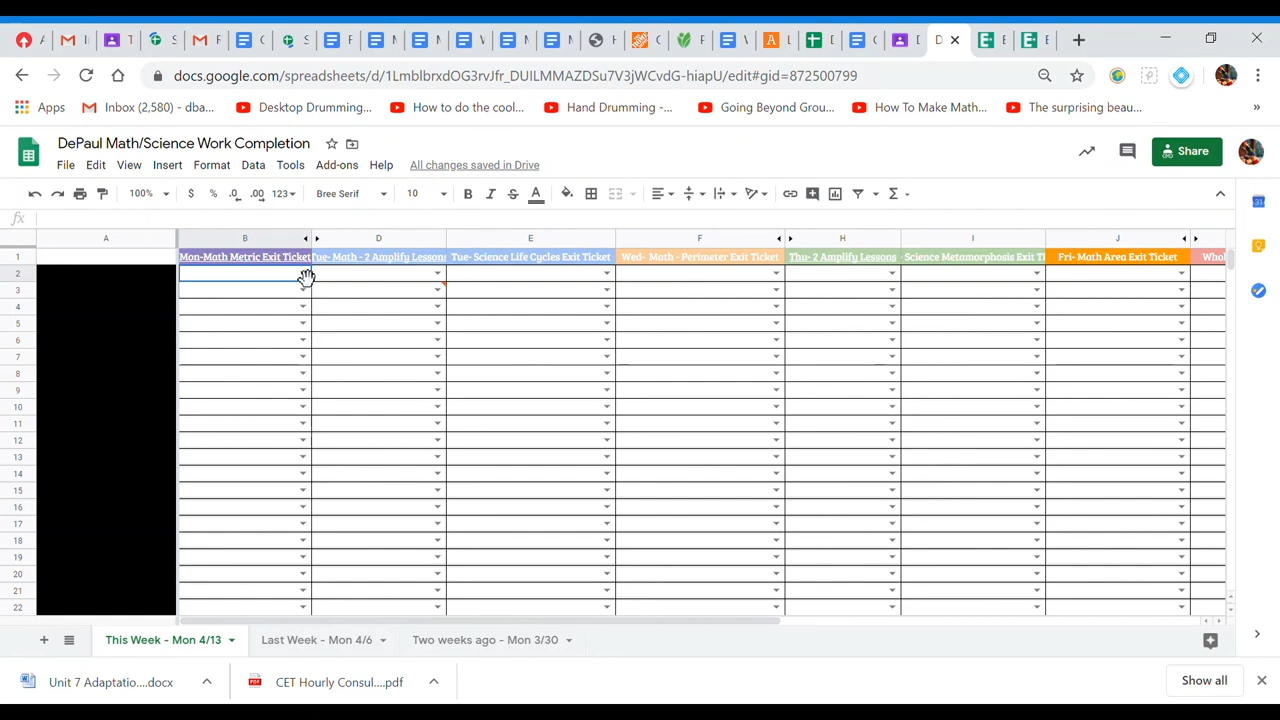 A G T S G C S F M M W M M C P C W A L C D E E
docs.google.com/spreadsheets/d/1Lmblbrxdc
Apps Inbox (2,580) - dba... Desktop Drumming... How to do the cool... Hand Drumming -... Going Beyond Grou... How To Make Math... The surprising beau... »
DePaul Math/Science Work Completion
Share
File Edit View Insert Format Data Tools Add-ons Help All changes saved in Drive
100% $ % .0 .00 123 Bree Serif 10 B I S A
fx
A B D E F H I J
1 Mon-Math Metric Exit Ticket Tue- Math - 2 Amplify Lessons Tue- Science Life Cycles Exit Ticket Wed- Math - Perimeter Exit Ticket Thu- 2 Amplify Lessons Science Metamorphosis Exit Ti Fri- Math Area Exit Ticket Whol
2
3
4
5
6
7
8
9
10
11
12
13
14
15
16
17
18
19
20
21
22
This Week - Mon 4/13 Last Week - Mon 4/6 Two weeks ago - Mon 3/30
Unit 7 Adaptatio....docx CET Hourly Consul....pdf Show all